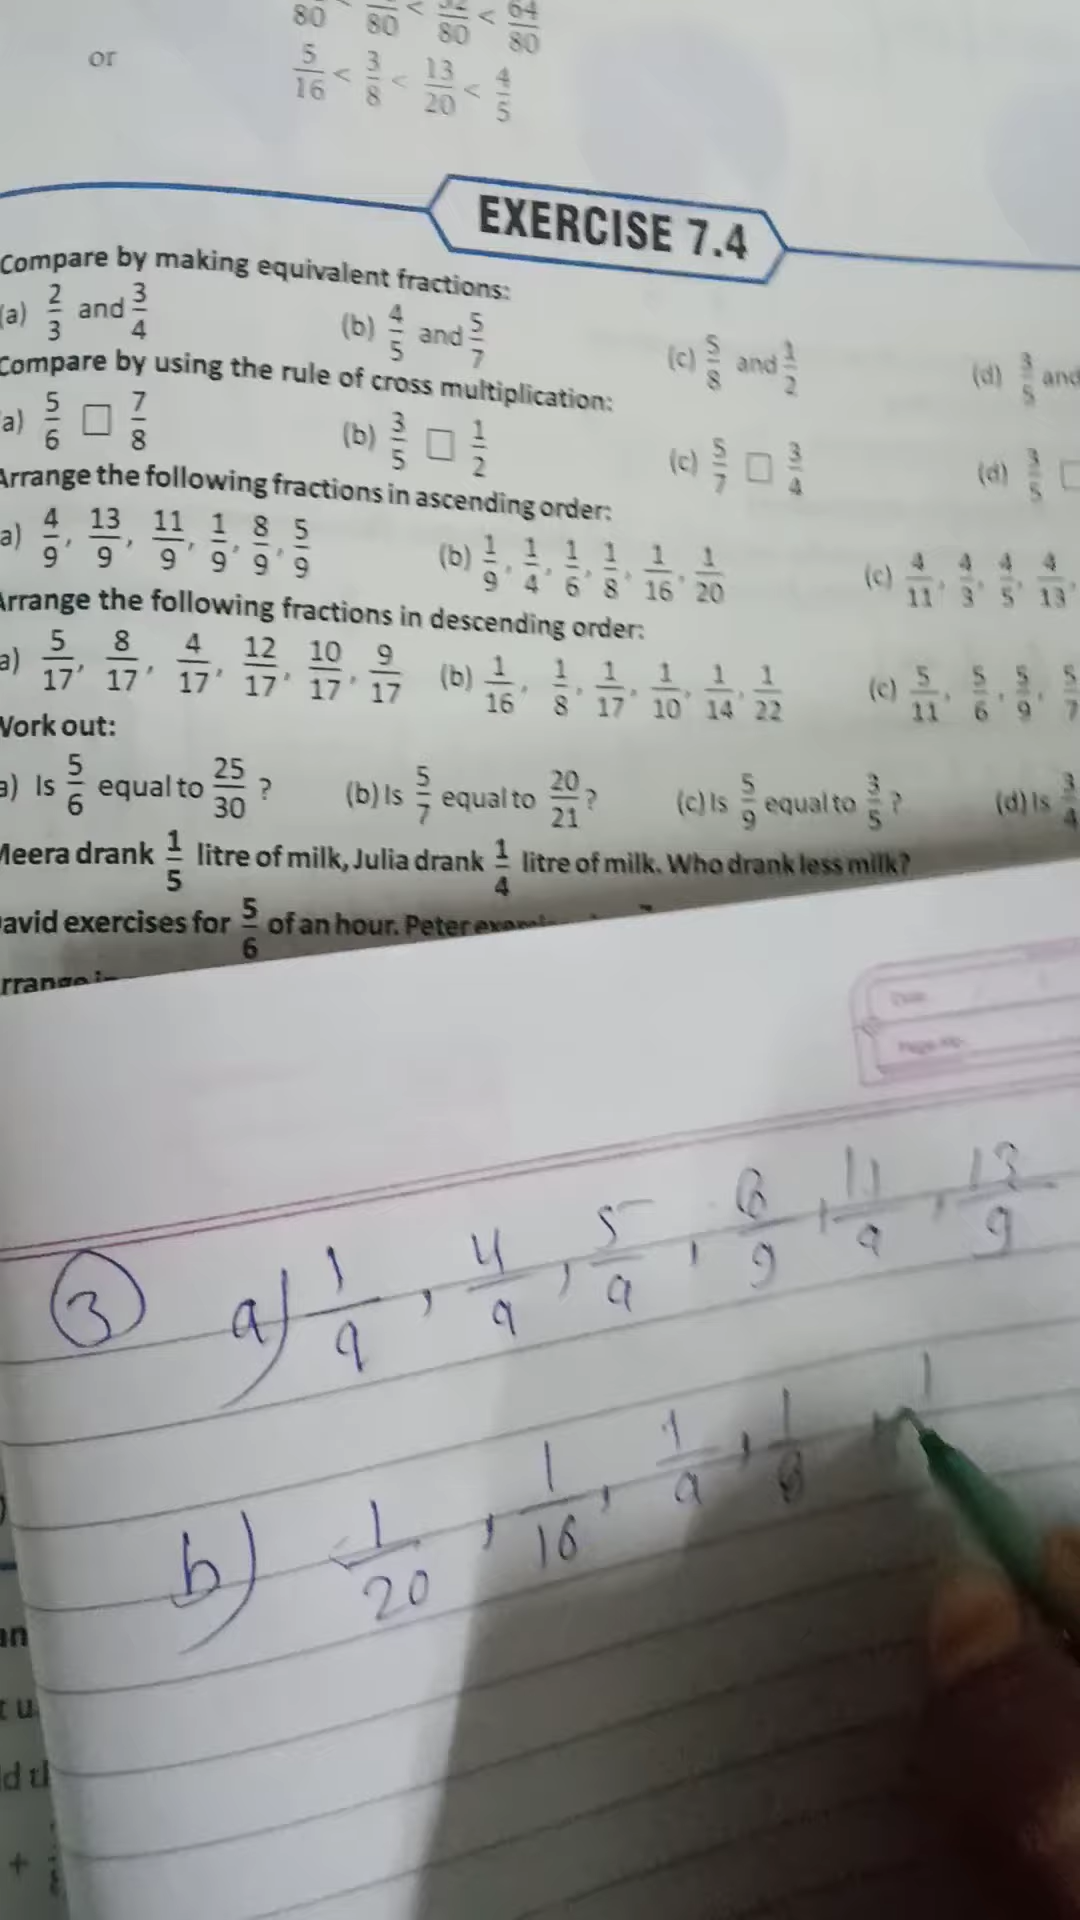 80 < 80 < 80 < 64/80
or 5/16 < 3/8 < 13/20 < 4/5
EXERCISE 7.4
Compare by making equivalent fractions:
(a) 2/3 and 3/4 (b) 4/5 and 5/7 (c) 5/8 and 1/2 (d) 3/5 and
Compare by using the rule of cross multiplication:
a) 5/6 □ 7/8 (b) 3/5 □ 1/2 (c) 5/7 □ 3/4 (d) 3/5 □
Arrange the following fractions in ascending order:
a) 4/9, 13/9, 11/9, 1/9, 8/9, 5/9 (b) 1/9, 1/4, 1/6, 1/8, 1/16, 1/20 (c) 4/11, 4/3, 4/5, 4/13,
Arrange the following fractions in descending order:
a) 5/17, 8/17, 4/17, 12/17, 10/17, 9/17 (b) 1/16, 1/8, 1/17, 1/10, 1/14, 1/22 (c) 5/11, 5/6, 5/9, 5/7
Work out:
a) Is 5/6 equal to 25/30? (b) Is 5/7 equal to 20/21? (c) Is 5/9 equal to 3/5? (d) Is 3/4
Meera drank 1/5 litre of milk, Julia drank 1/4 litre of milk. Who drank less milk?
avid exercises for 5/6 of an hour. Peter
Date
Page No.
3 a) 1/9, 4/9, 5/9, 8/9, 11/9, 13/9
b) 1/20, 1/16, 1/9, 1/8, 1
an
t u
d t
+